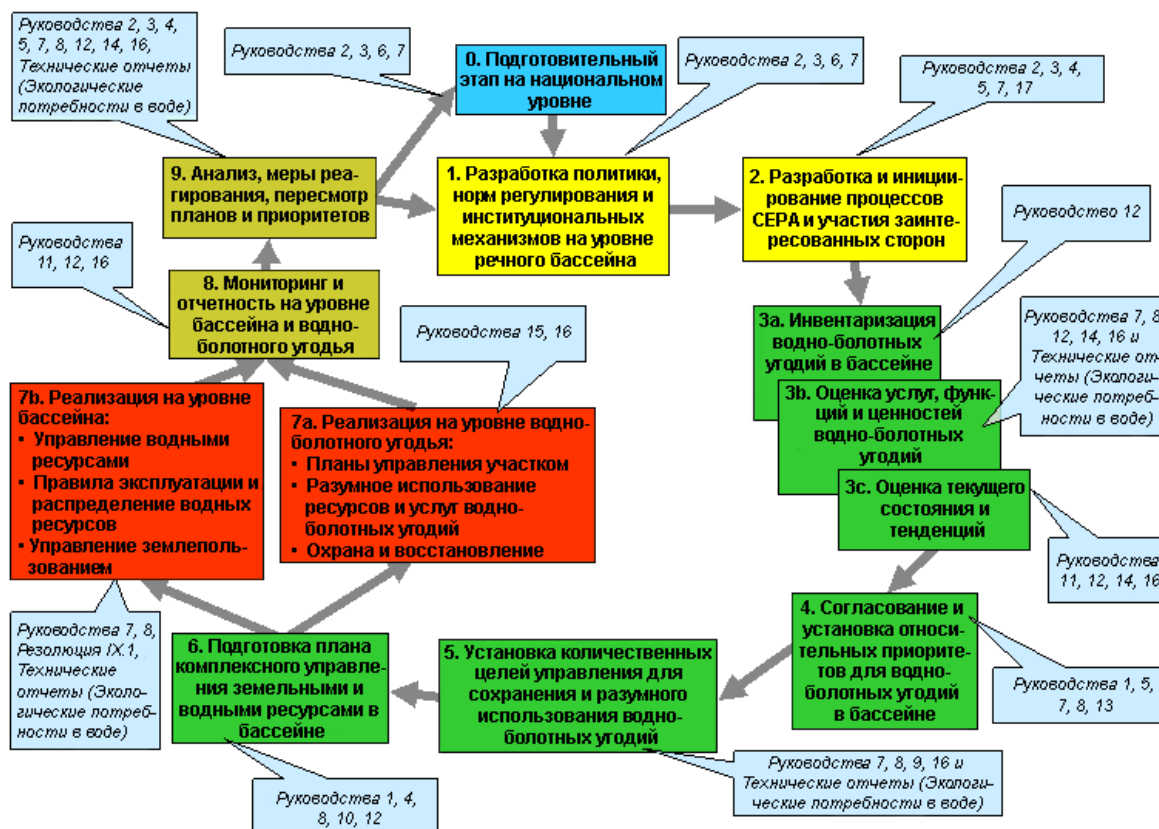 Руководства 2, 3, 4,
5, 7, 8, 12, 14, 16,
Технические отчеты
(Экологические
потребности в воде)
Руководства 2, 3, 6, 7
0. Подготовительный
этап на национальном
уровне
Руководства 2, 3, 6, 7
Руководства 2, 3, 4,
5, 7, 17
9. Анализ, меры реа-
гирования, пересмотр
планов и приоритетов
1. Разработка политики,
норм регулирования и
институциональных
механизмов на уровне
речного бассейна
2. Разработка и иниции-
рование процессов
СЕРА и участия заинте-
ресованных сторон
Руководство 12
Руководства
11, 12, 16
8. Мониторинг и
отчетность на уровне
бассейна и водно-
болотного угодья
Руководства 15, 16
3a. Инвентаризация
водно-болотных
угодий в бассейне
Руководства 7, 8
12, 14, 16 и
Технические от-
четы (Экологи-
ческие потреб-
ности в воде)
3b. Оценка услуг, функ-
ций и ценностей
водно-болотных
угодий
3c. Оценка текущего
состояния и
тенденций
Руководства
11, 12, 14, 16
7b. Реализация на уровне
бассейна:
• Управление водными
ресурсами
• Правила эксплуатации и
распределение водных
ресурсов
• Управление землеполь-
зованием
7a. Реализация на уровне водно-
болотного угодья:
• Планы управления участком
• Разумное использование
ресурсов и услуг водно-
болотных угодий
• Охрана и восстановление
Руководства 7, 8,
Резолюция IX.1,
Технические
отчеты (Эколо-
гические потреб-
ности в воде)
6. Подготовка плана
комплексного управле-
ния земельными и
водными ресурсами в
бассейне
5. Установка количественных
целей управления для
сохранения и разумного
использования водно-
болотных угодий
4. Согласование и
установка относи-
тельных приорите-
тов для водно-
болотных угодий
в бассейне
Руководства 1, 5,
7, 8, 13
Руководства 1, 4,
8, 10, 12
Руководства 7, 8, 9, 16 и
Технические отчеты (Экологи-
ческие потребности в воде)